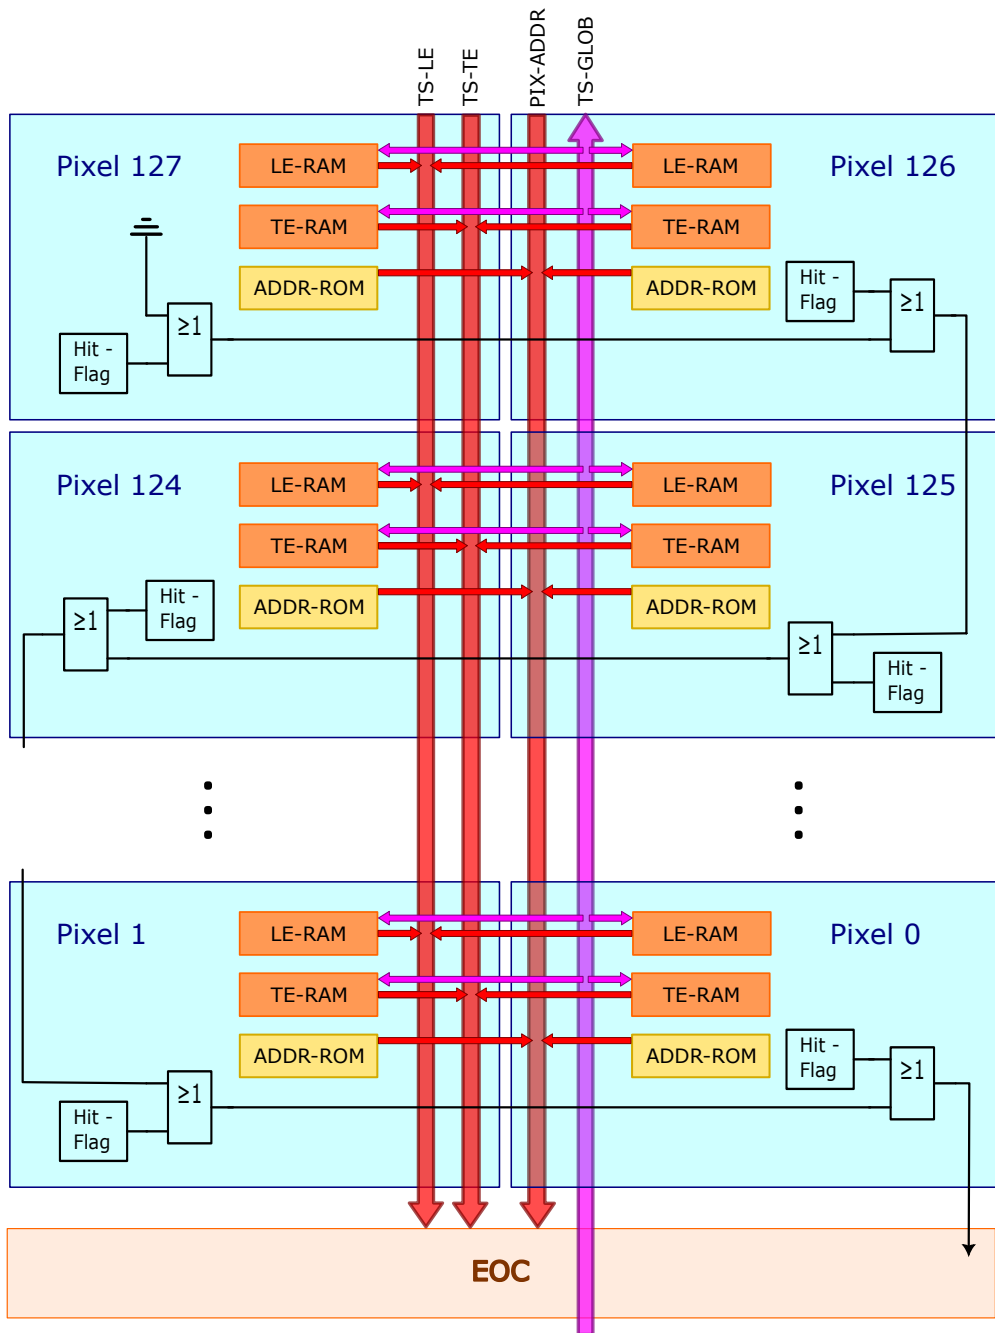 TS-LE
TS-TE
PIX-ADDR
TS-GLOB
Pixel 127
LE-RAM
TE-RAM
ADDR-ROM
≥1
Hit -
Flag
LE-RAM
Pixel 126
TE-RAM
ADDR-ROM
Hit -
Flag
≥1
Pixel 124
LE-RAM
TE-RAM
ADDR-ROM
Hit -
Flag
≥1
LE-RAM
Pixel 125
TE-RAM
ADDR-ROM
≥1
Hit -
Flag
Pixel 1
LE-RAM
TE-RAM
ADDR-ROM
≥1
Hit -
Flag
LE-RAM
Pixel 0
TE-RAM
ADDR-ROM
Hit -
Flag
≥1
EOC